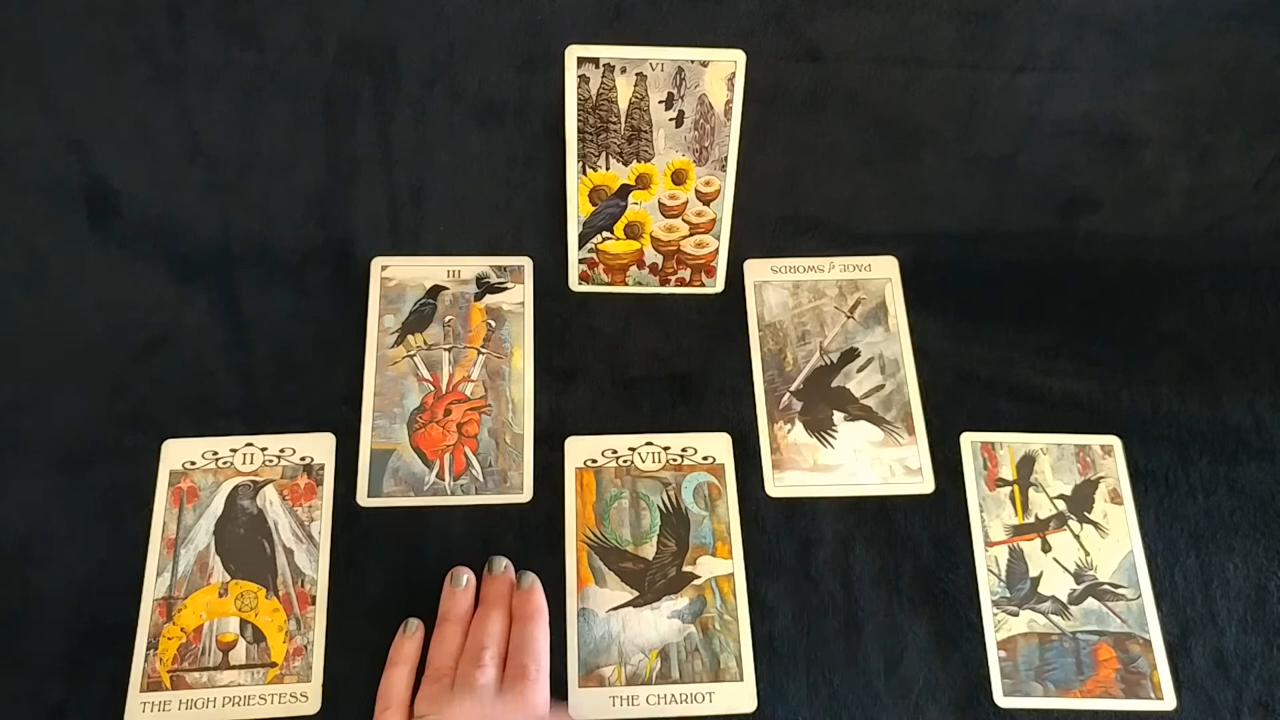 VI
III
PAGE of SWORDS
II
VII
V
THE HIGH PRIESTESS
THE CHARIOT